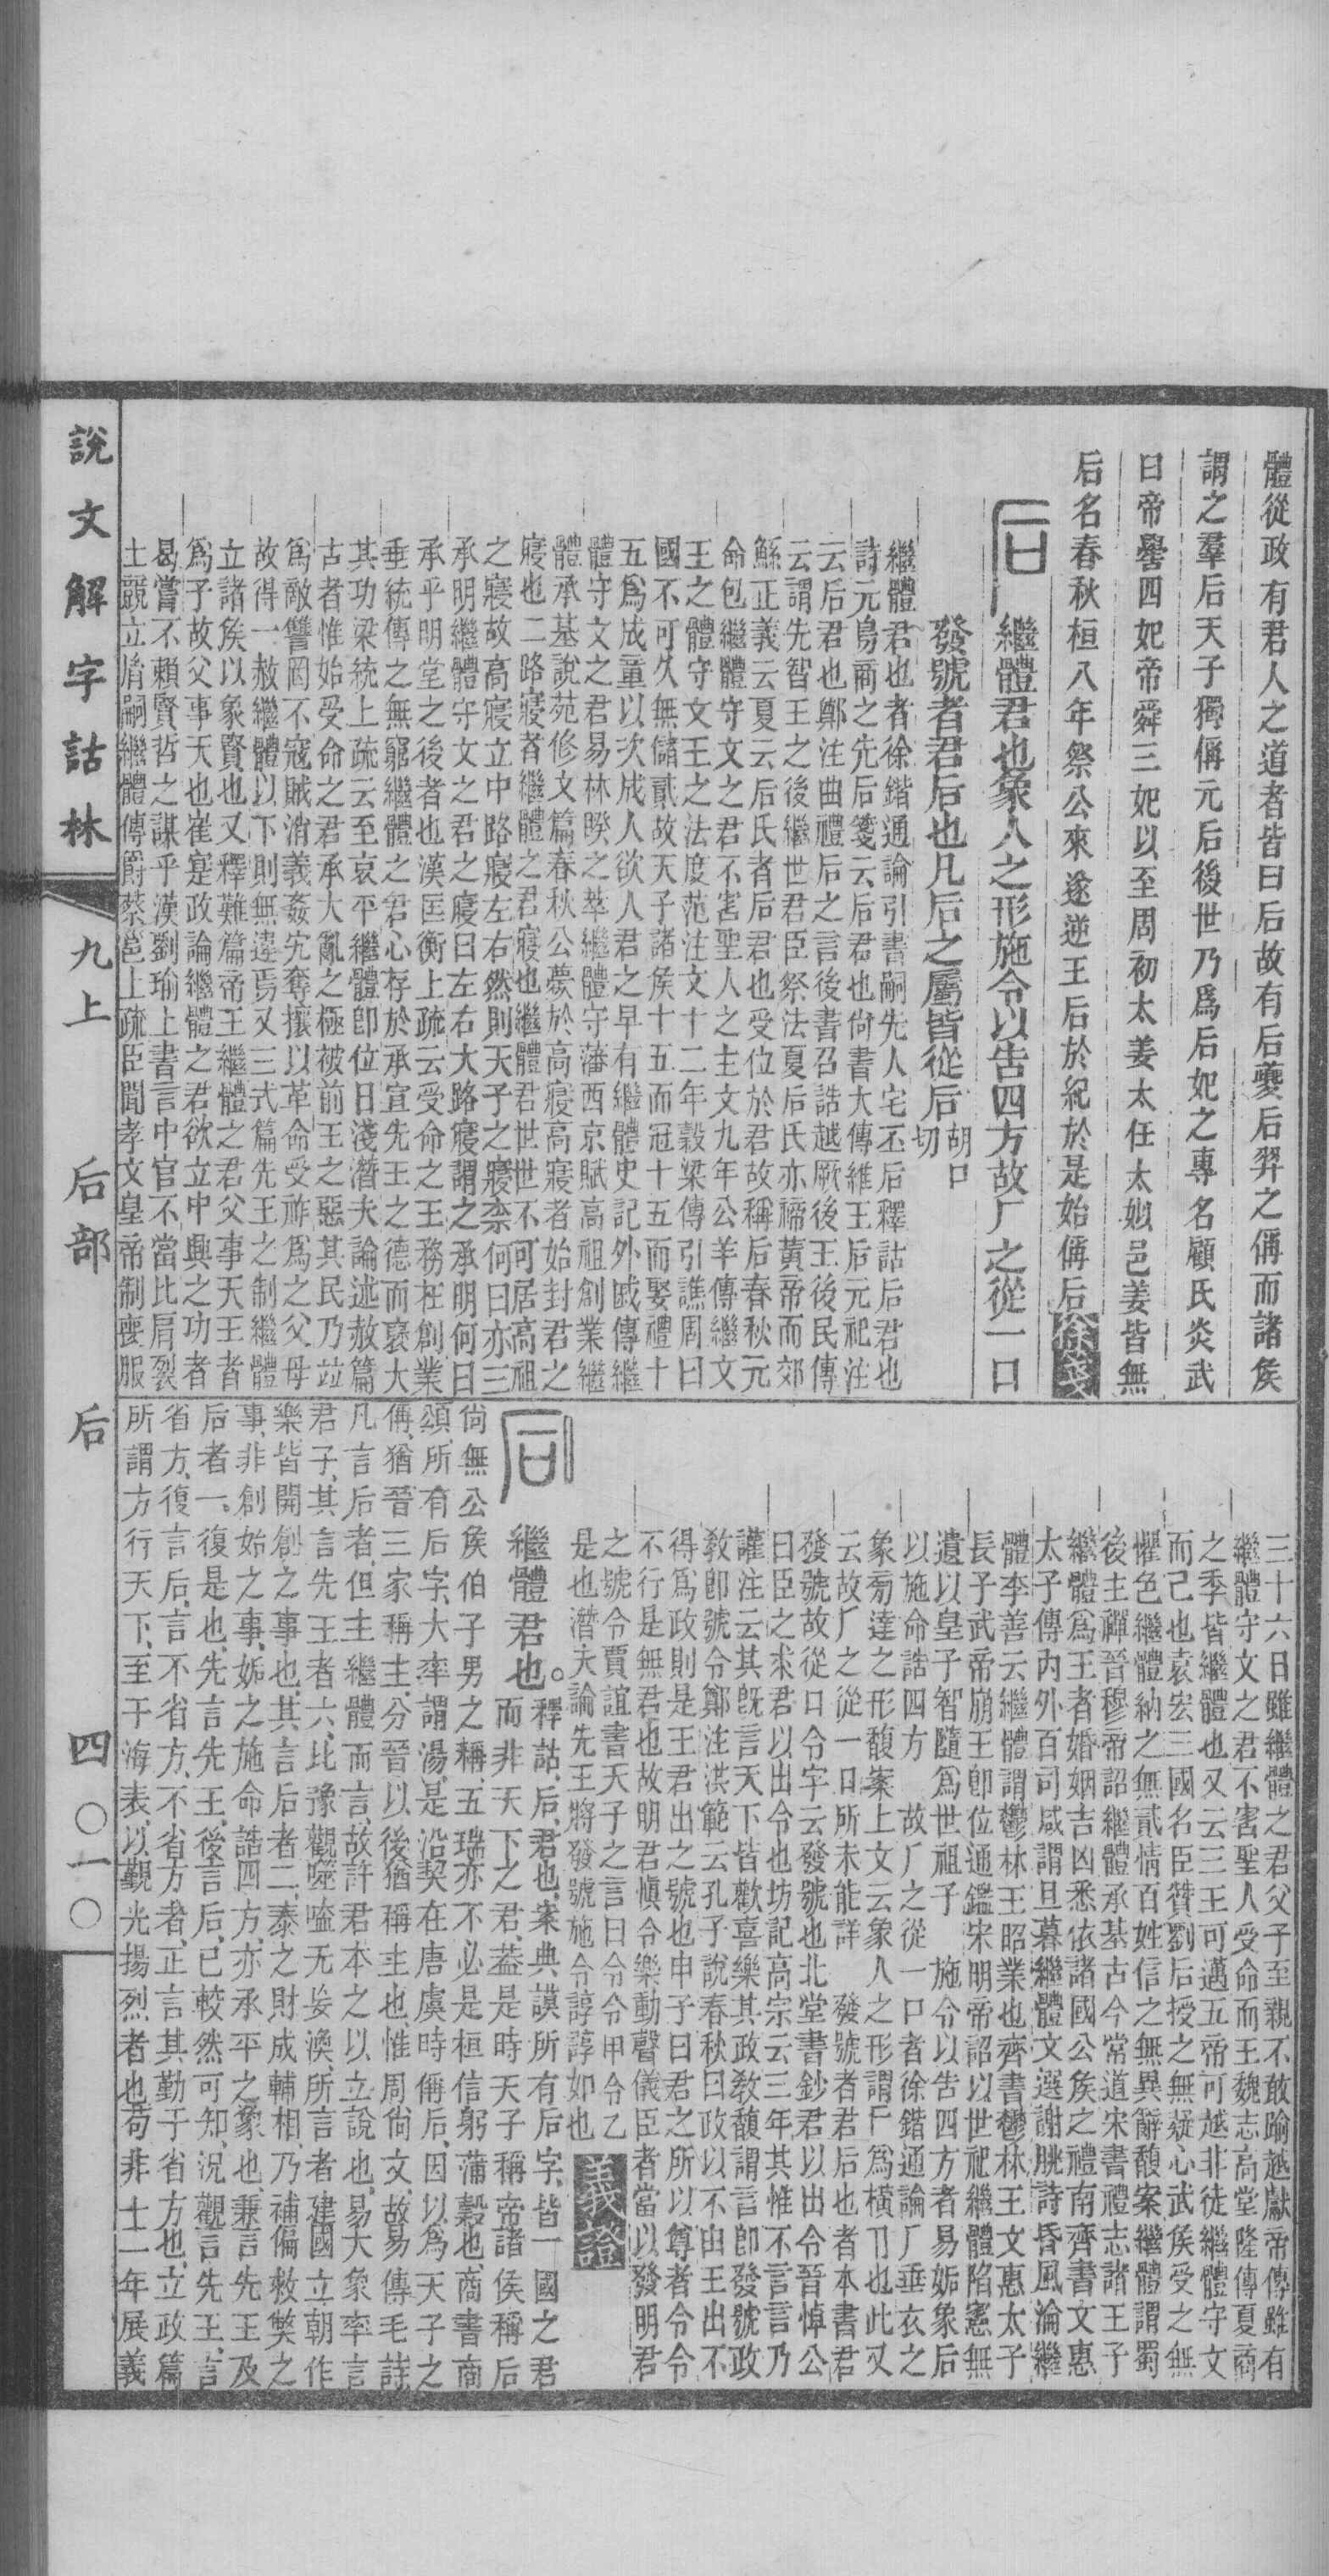 體從政有君人之道者皆曰后故有后夔后羿之偁而諸矦
謂之羣后天子獨偁元后後世乃爲后妃之專名顧氏炎武
曰帝嚳四妃帝舜三妃以至周初太姜太任太姒邑姜皆無
后名春秋桓八年祭公來遂逆王后於紀於是始偁后徐箋
繼體君也象人之形施令以告四方故厂之從一口
發號者君后也凡后之屬皆從后胡口切
繼體君也者徐鍇通論引書嗣先人宅丕后釋詁后君也
詩元鳥商之先后箋云后君也尙書大傳維王后元祀注
云后君也鄭注曲禮后之言後書召誥越厥後王後民傳
云謂先智王之後繼世君臣祭法夏后氏亦禘黃帝而郊
鯀正義云夏云后氏者后君也受位於君故稱后春秋元
命包繼體守文之君不害聖人之主文九年公羊傳繼文
王之體守文王之法度范注文十二年穀梁傳引譙周曰
國不可久無儲貳故天子諸矦十五而冠十五而娶禮十
五爲成童以次成人欲人君之早有繼體史記外戚傳繼
體守文之君易林暌之萃繼體守藩西京賦高祖創業繼
體承基說苑修文篇春秋公薨於高寢高寢者始封君之
寢也二路寢者繼體之君寢也繼體君世世不可居高祖
之寢故高寢立中路寢左右然則天子之寢柰何曰亦三
承明繼體守文之君之寢曰左右大路寢謂之承明何曰
承乎明堂之後者也漢匡衡上疏云受命之王務在創業
垂統傳之無窮繼體之君心存於承宣先王之德而襃大
其功梁統上疏云至哀平繼體卽位日淺潛夫論述赦篇
古者惟始受命之君承大亂之極被前王之惡其民乃竝
爲敵讐罔不寇賊消義姦宄奪攘以革命受祚爲之父母
故得一赦繼體以下則無違焉又三式篇先王之制繼體
立諸矦以象賢也又釋難篇帝王繼體之君父事天王者
爲子故父事天也崔寔政論繼體之君欲立中興之功者
曷嘗不賴賢哲之謀乎漢劉瑜上書言中官不當比肩裂
土競立胤嗣繼體傳爵蔡邕上疏臣聞孝文皇帝制喪服
三十六日雖繼體之君父子至親不敢踰越獻帝傳雖有
繼體守文之君不害聖人受命而王魏志高堂隆傳夏商
之季皆繼體也又云三王可邁五帝可越非徒繼體守文
而已也袁宏三國名臣贊劉后授之無疑心武矦受之無
懼色繼體納之無貳情百姓信之無異辭馥案繼體謂蜀
後主禪晉穆帝詔繼體承基古今常道宋書禮志諸王子
繼體爲王者婚姻吉凶悉依諸國公矦之禮南齊書文惠
太子傳內外百司咸謂旦暮繼體文選謝朓詩昏風淪繼
體李善云繼體謂鬱林王昭業也齊書鬱林王文惠太子
長子武帝崩王卽位通鑑宋明帝詔以世祀繼體陷憲無
遺以皇子智隨爲世祖子　施令以告四方者易姤象后
以施命誥四方　故厂之從一口者徐鍇通論厂垂衣之
象㫄達之形馥案上文云象人之形謂𠂆爲橫㔾也此又
云故厂之從一口所未能詳　發號者君后也者本書君
發號故從口令字云發號也北堂書鈔君以出令晉悼公
曰臣之求君以出令也坊記高宗云三年其惟不言言乃
讙注云其旣言天下皆歡喜樂其政敎馥謂言卽發號政
敎卽號令鄭注洪範云孔子說春秋曰政以不由王出不
得爲政則是王君出之號也申子曰君之所以尊者令令
不行是無君也故明君愼令樂動聲儀臣者當以發明君
之號令賈誼書天子之言曰令令甲令乙
是也潛夫論先王將發號施令諄諄如也義證
繼體君也。釋詁、后、君也、案典謨所有后字、皆一國之君
而非天下之君、葢是時天子稱帝、諸侯稱后
尙無公矦伯子男之稱、五瑞亦不必是桓信躬蒲穀也、商書商
頌、所有后字、大率謂湯、是沿契在唐虞時偁后、因以爲天子之
偁、猶晉三家稱主、分晉以後猶稱主也、惟周尙文、故易傳毛詩
凡言后者、但主繼體而言、故許君本之以立說也、易大象率言
君子、其言先王者六、比豫觀噬嗑无妄渙所言者、建國立朝作
樂、皆開創之事也、其言后者二、泰之財成輔相、乃補偏救獘之
事、非創始之事、姤之施命誥四方、亦承平之象也、兼言先王及
后者一、復是也、先言先王、後言后、已較然可知、況觀言先王、言
省方、復言后、言不省方、不省方者、正言其勤于省方也、立政篇
所謂方行天下、至于海表、以覲光揚烈者也、苟非十一年展義
說文解字詁林　九上　后部　后　四〇一〇